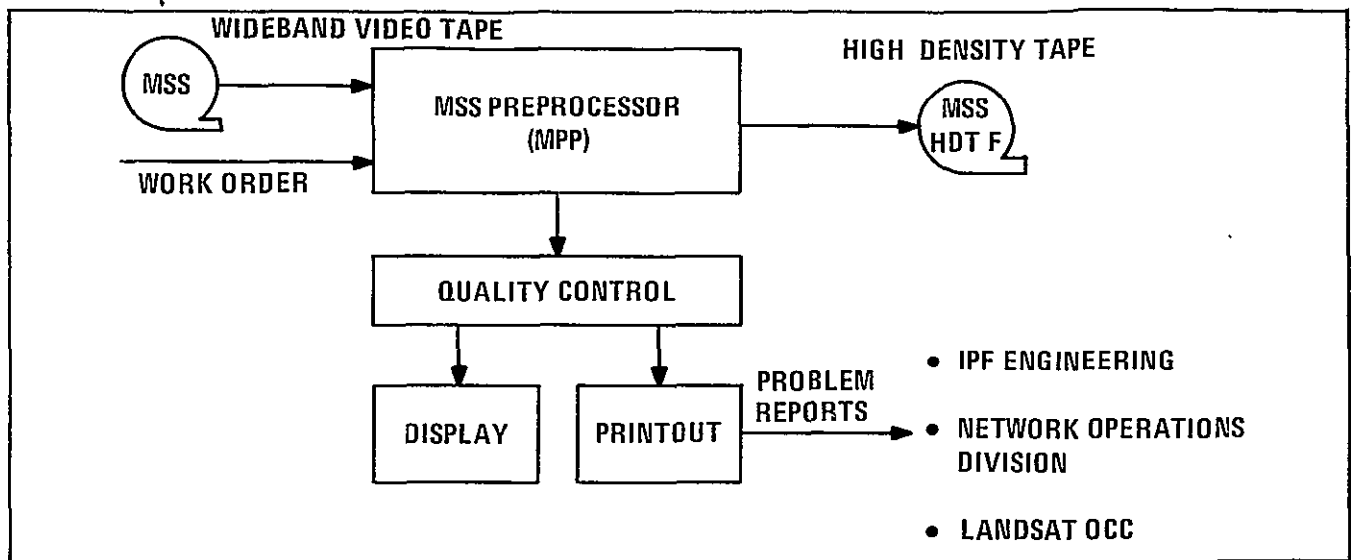 WIDEBAND VIDEO TAPE
MSS
WORK ORDER
MSS PREPROCESSOR
(MPP)
HIGH DENSITY TAPE
MSS
HDT F
QUALITY CONTROL
DISPLAY
PRINTOUT
PROBLEM
REPORTS
• IPF ENGINEERING
• NETWORK OPERATIONS
DIVISION
• LANDSAT OCC